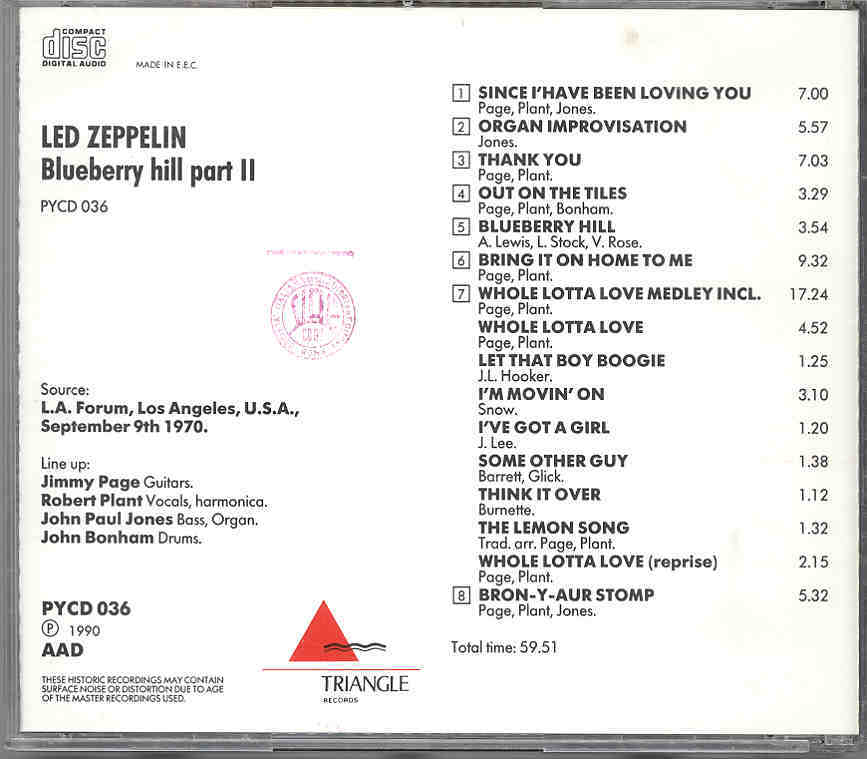 COMPACT
disc
DIGITAL AUDIO
MADE IN E.E.C.
LED ZEPPELIN
Blueberry hill part II
PYCD 036
Source:
L.A. Forum, Los Angeles, U.S.A.,
September 9th 1970.
Line up:
Jimmy Page Guitars.
Robert Plant Vocals, harmonica.
John Paul Jones Bass, Organ.
John Bonham Drums.
PYCD 036
Ⓟ 1990
AAD
THESE HISTORIC RECORDINGS MAY CONTAIN
SURFACE NOISE OR DISTORTION DUE TO AGE
OF THE MASTER RECORDINGS USED.
TRIANGLE
RECORDS
1 SINCE I'HAVE BEEN LOVING YOU 7.00
Page, Plant, Jones.
2 ORGAN IMPROVISATION 5.57
Jones.
3 THANK YOU 7.03
Page, Plant.
4 OUT ON THE TILES 3.29
Page, Plant, Bonham.
5 BLUEBERRY HILL 3.54
A. Lewis, L. Stock, V. Rose.
6 BRING IT ON HOME TO ME 9.32
Page, Plant.
7 WHOLE LOTTA LOVE MEDLEY INCL. 17.24
Page, Plant.
WHOLE LOTTA LOVE 4.52
Page, Plant.
LET THAT BOY BOOGIE 1.25
J.L. Hooker.
I'M MOVIN' ON 3.10
Snow.
I'VE GOT A GIRL 1.20
J. Lee.
SOME OTHER GUY 1.38
Barrett, Glick.
THINK IT OVER 1.12
Burnette.
THE LEMON SONG 1.32
Trad. arr. Page, Plant.
WHOLE LOTTA LOVE (reprise) 2.15
Page, Plant.
8 BRON-Y-AUR STOMP 5.32
Page, Plant, Jones.
Total time: 59.51